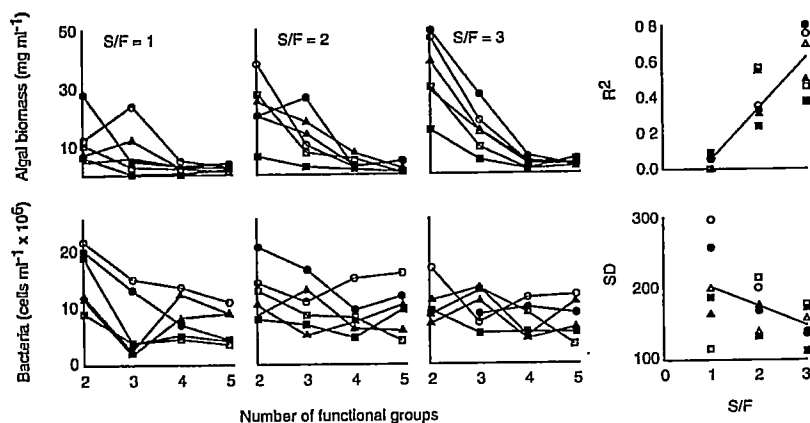 Algal biomass (mg ml⁻¹)
50
30
10
S/F = 1
S/F = 2
S/F = 3
R²
0 8
0 6
0 4
0 2
0.0
Bacteria (cells ml⁻¹ x 10⁶)
20
10
0
2 3 4 5
2 3 4 5
2 3 4 5
Number of functional groups
SD
300
200
100
0 1 2 3
S/F